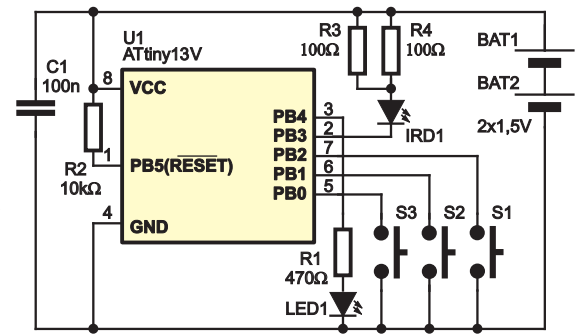 C1
100n
U1
ATtiny13V
8
VCC
R2
10kΩ
1
PB5(RESET)
4
GND
PB4
3
PB3
2
PB2
7
PB1
6
PB0
5
R3
100Ω
R4
100Ω
IRD1
BAT1
BAT2
2x1,5V
R1
470Ω
LED1
S3
S2
S1